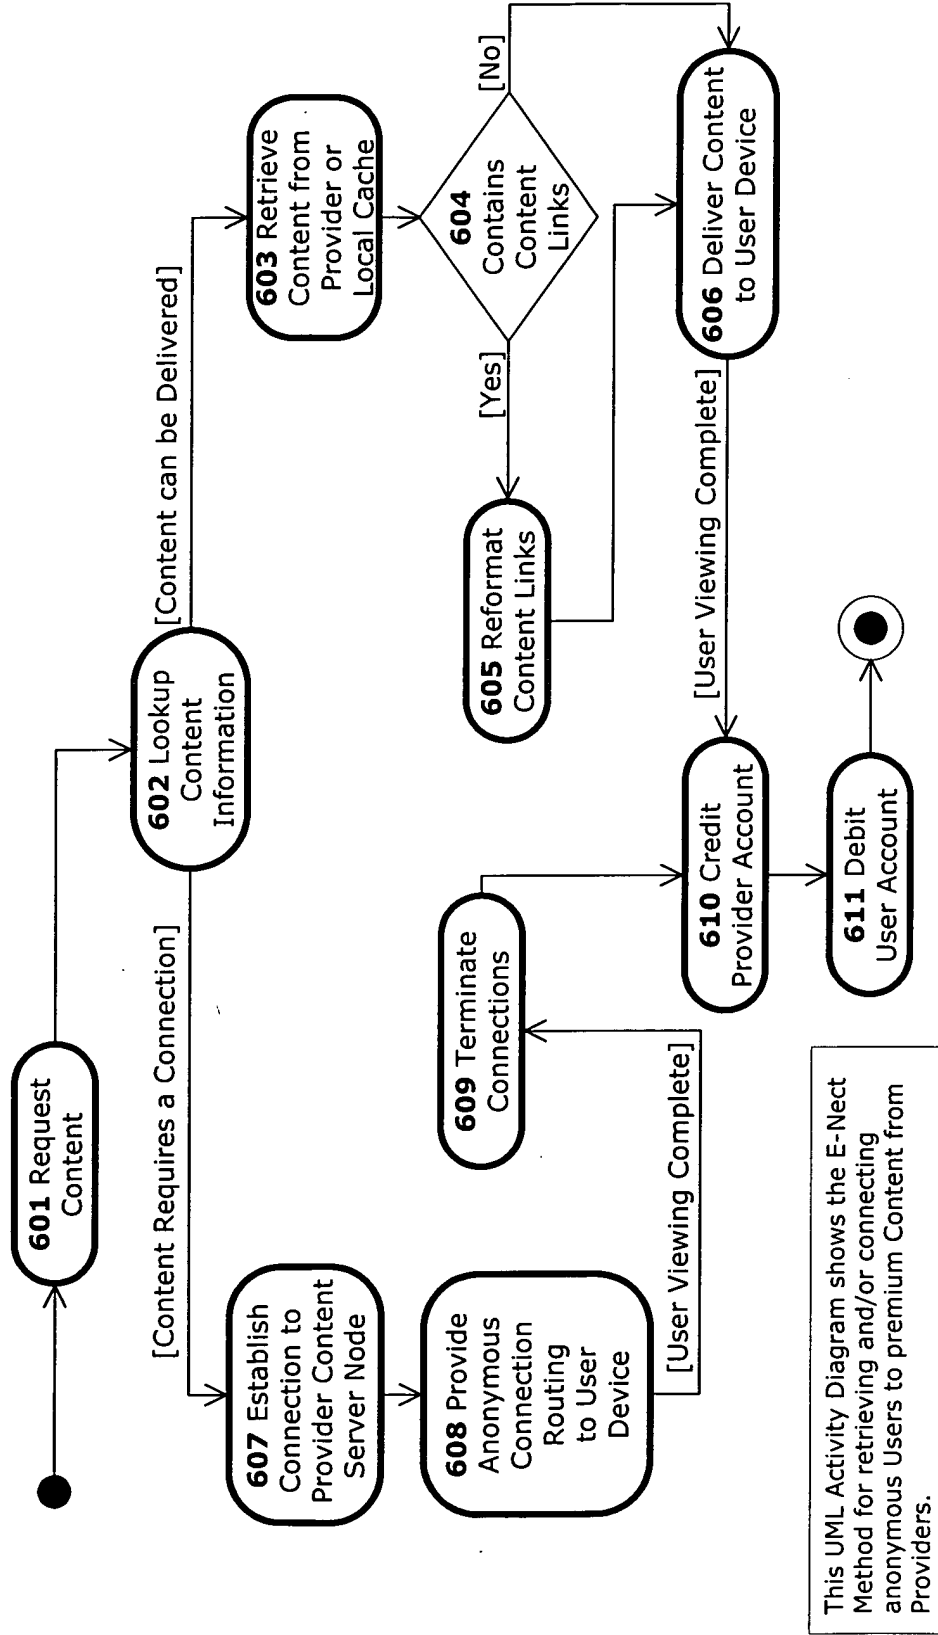 601 Request
Content
602 Lookup
Content
Information
[Content Requires a Connection]
[Content can be Delivered]
607 Establish
Connection to
Provider Content
Server Node
608 Provide
Anonymous
Connection
Routing
to User
Device
[User Viewing Complete]
609 Terminate
Connections
603 Retrieve
Content from
Provider or
Local Cache
604
Contains
Content
Links
[Yes]
[No]
605 Reformat
Content Links
606 Deliver Content
to User Device
[User Viewing Complete]
610 Credit
Provider Account
611 Debit
User Account
This UML Activity Diagram shows the E-Nect
Method for retrieving and/or connecting
anonymous Users to premium Content from
Providers.